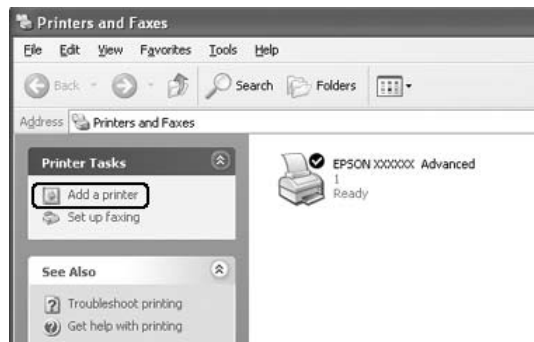 Printers and Faxes
File Edit View Favorites Tools Help
Back Search Folders
Address Printers and Faxes
Printer Tasks
Add a printer
Set up faxing
See Also
Troubleshoot printing
Get help with printing
EPSON XXXXXX Advanced
1
Ready